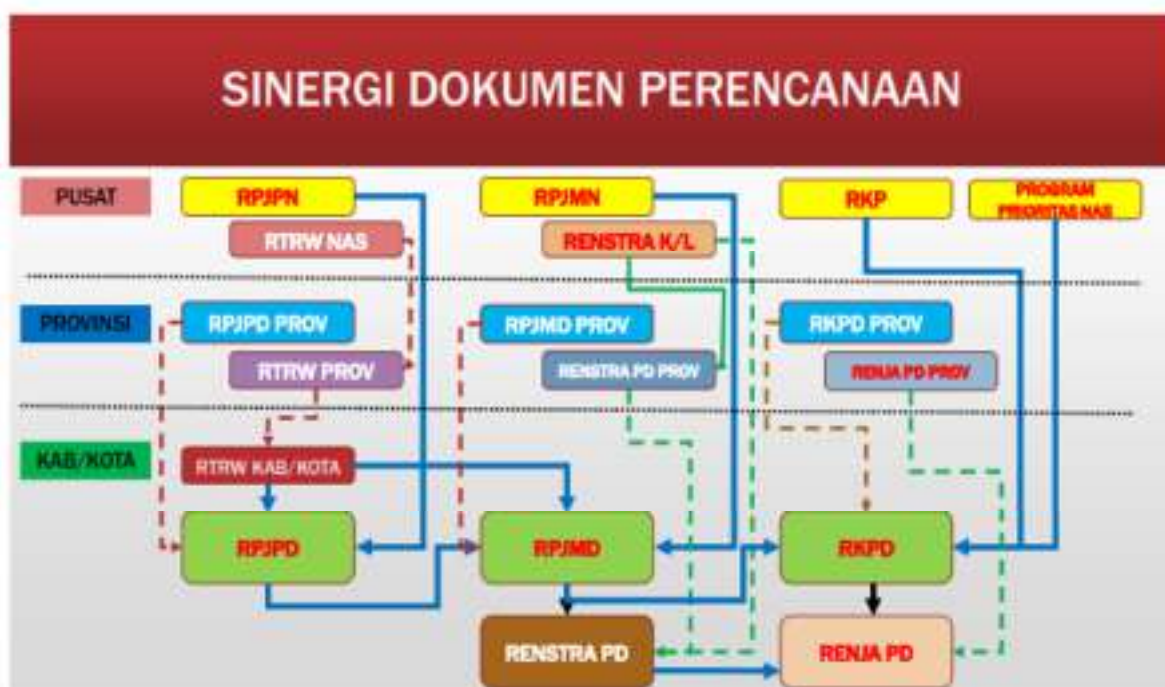 SINERGI DOKUMEN PERENCANAAN
PUSAT
RPJPN
RPJMN
RKP
PROGRAM
PRIORITAS NAS
RTRW NAS
RENSTRA K/L
PROVINSI
RPJPD PROV
RPJMD PROV
RKPD PROV
RTRW PROV
RENSTRA PD PROV
RENJA PD PROV
KAB/KOTA
RTRW KAB/KOTA
RPJPD
RPJMD
RKPD
RENSTRA PD
RENJA PD